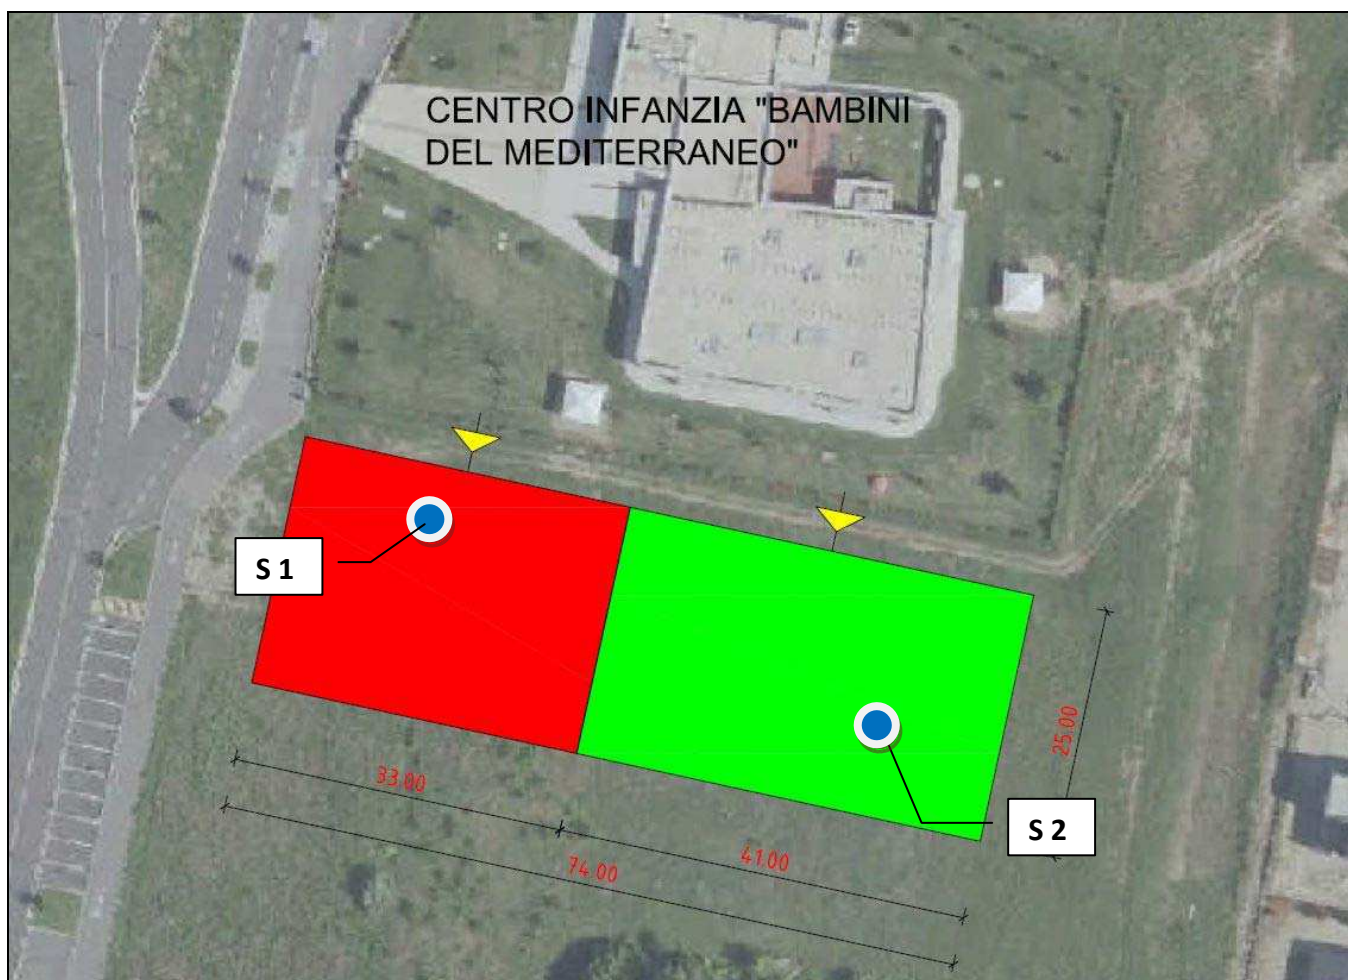 CENTRO INFANZIA "BAMBINI
DEL MEDITERRANEO"
S 1
25.00
33.00
S 2
41.00
74.00